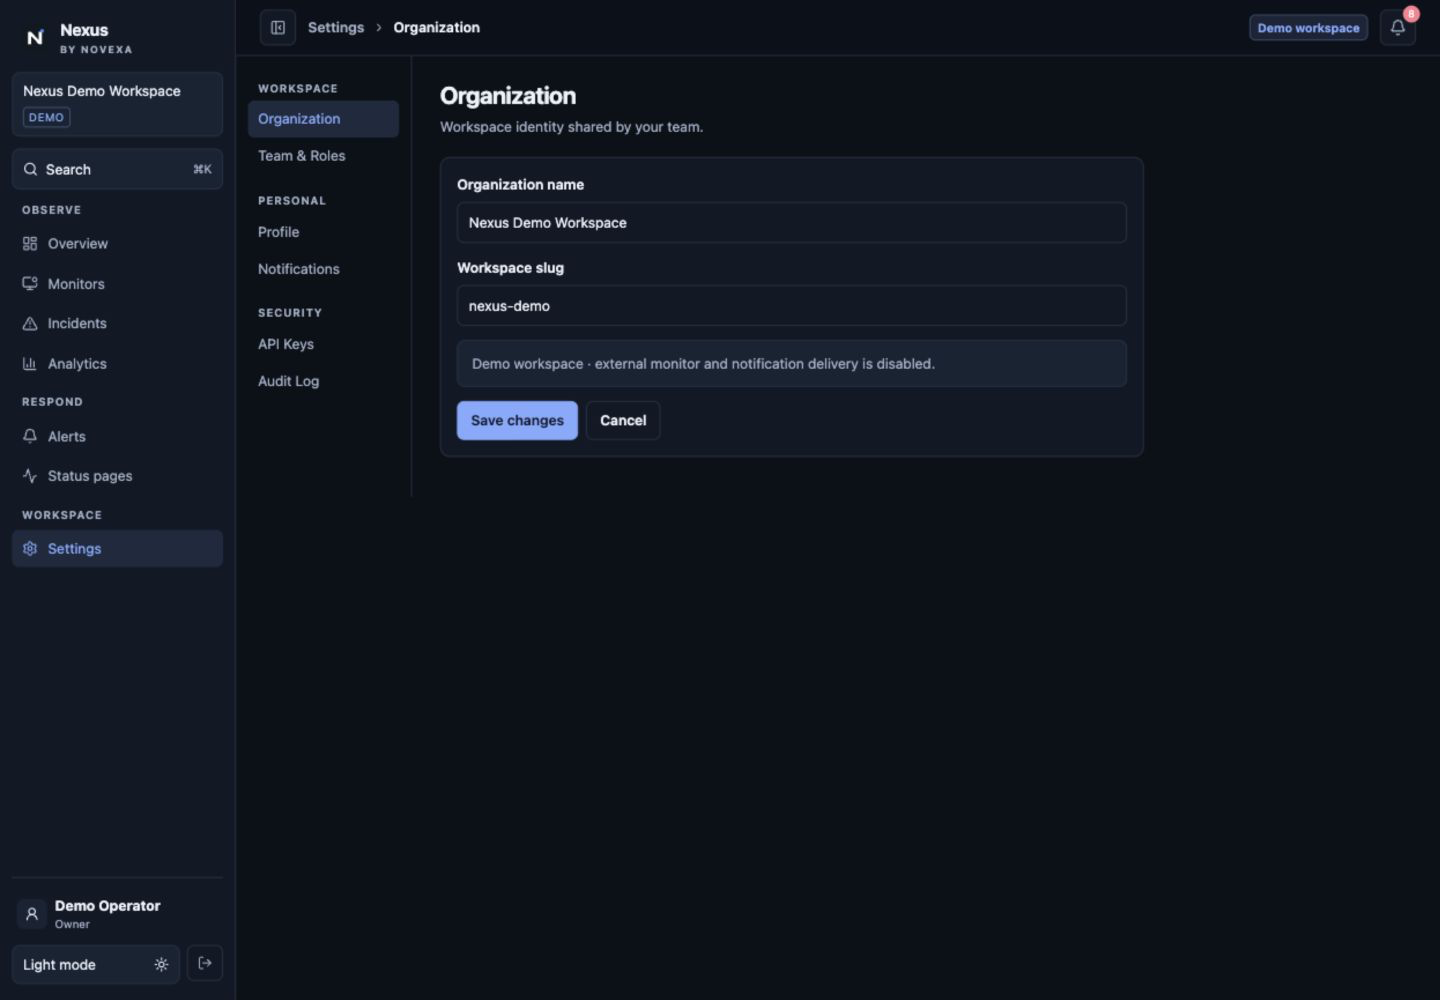 Nexus
BY NOVEXA
Nexus Demo Workspace
DEMO
Search ⌘K
OBSERVE
Overview
Monitors
Incidents
Analytics
RESPOND
Alerts
Status pages
WORKSPACE
Settings
Demo Operator
Owner
Light mode
Settings › Organization
Demo workspace
8
WORKSPACE
Organization
Team & Roles
PERSONAL
Profile
Notifications
SECURITY
API Keys
Audit Log
Organization
Workspace identity shared by your team.
Organization name
Nexus Demo Workspace
Workspace slug
nexus-demo
Demo workspace · external monitor and notification delivery is disabled.
Save changes
Cancel